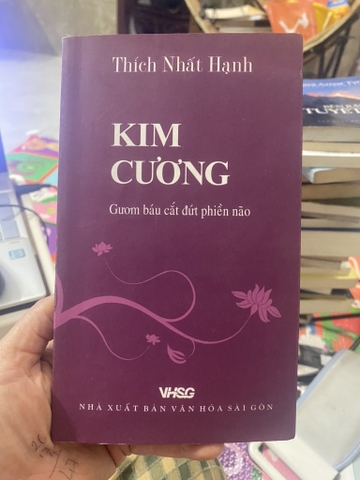 Thích Nhất Hạnh
KIM
CƯƠNG
Gươm báu cắt đứt phiền não
VHSG
NHÀ XUẤT BẢN VĂN HÓA SÀI GÒN